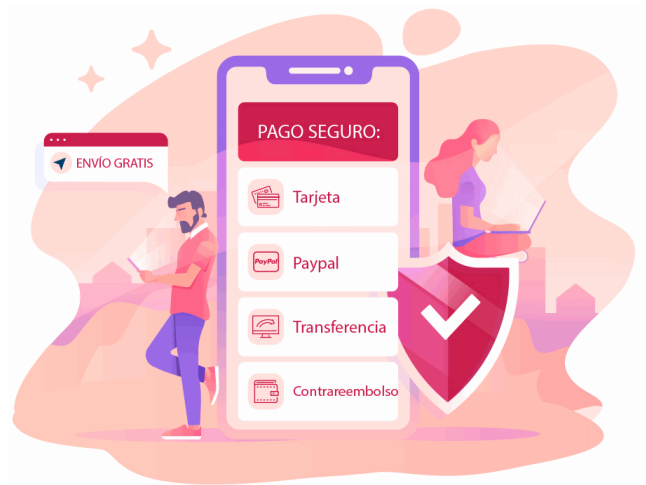 PAGO SEGURO:
ENVÍO GRATIS
Tarjeta
PayPal
Paypal
Transferencia
Contrareembolso